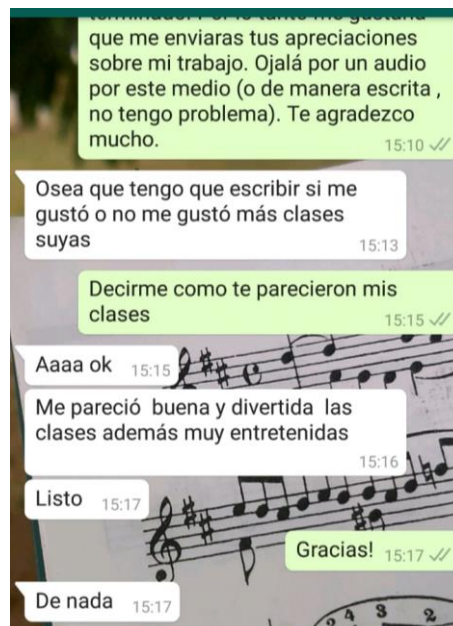 que me enviaras tus apreciaciones
sobre mi trabajo. Ojalá por un audio
por este medio (o de manera escrita ,
no tengo problema). Te agradezco
mucho.
15:10
Osea que tengo que escribir si me
gustó o no me gustó más clases
suyas
15:13
Decirme como te parecieron mis
clases
15:15
Aaaa ok 15:15
Me pareció buena y divertida las
clases además muy entretenidas
15:16
Listo 15:17
Gracias! 15:17
De nada 15:17